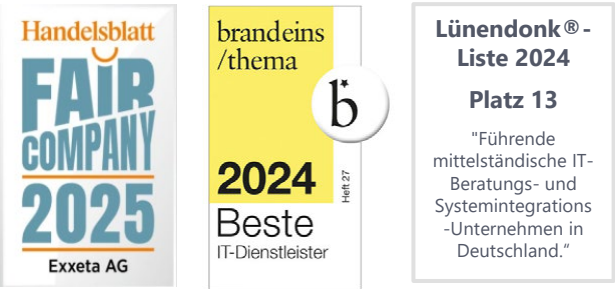 Handelsblatt
FAIR
COMPANY
2025
Exxeta AG
brandeins
/thema
b
2024
Heft 27
Beste
IT-Dienstleister
Lünendonk®-
Liste 2024
Platz 13
"Führende
mittelständische IT-
Beratungs- und
Systemintegrations
-Unternehmen in
Deutschland.“